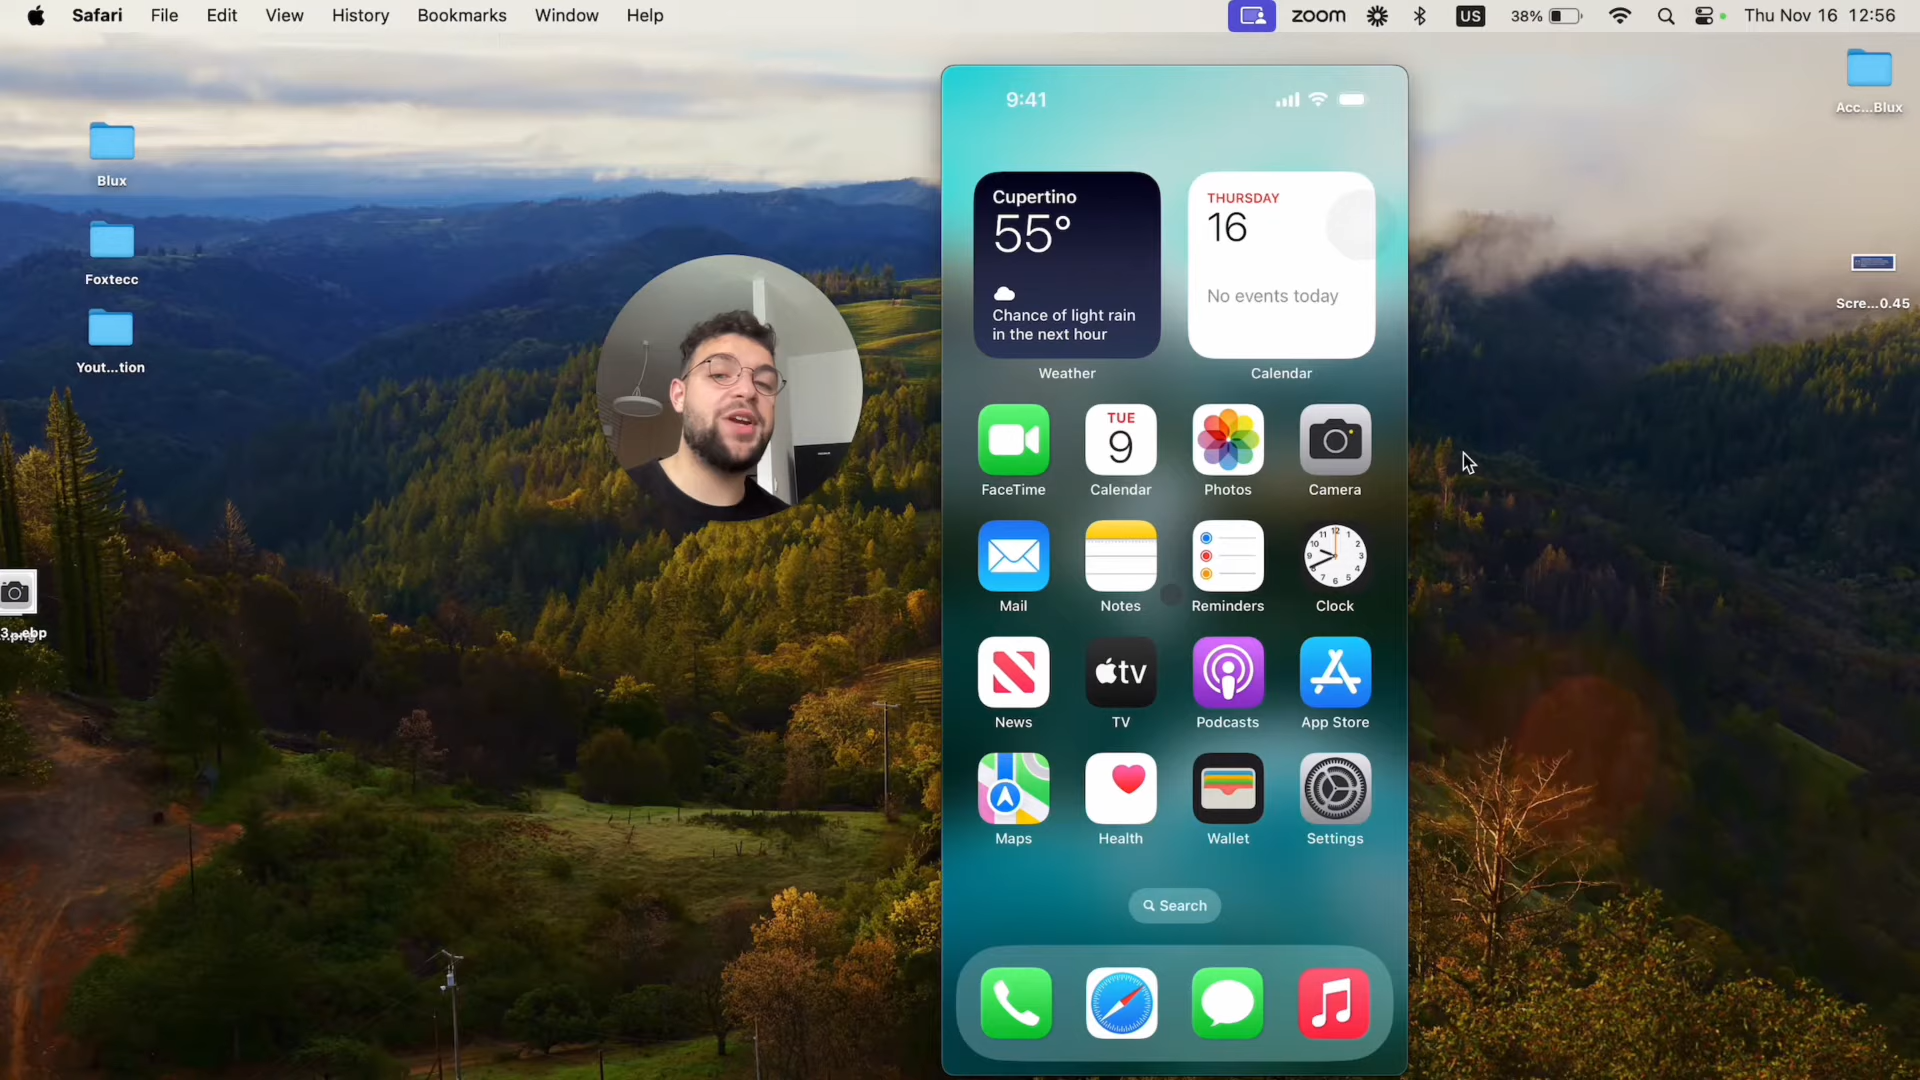 Safari File Edit View History Bookmarks Window Help
zoom US 38% Thu Nov 16 12:56
Blux
Foxtecc
Yout...tion
Acc...Blux
Scre...0.45
9:41
Cupertino
55°
Chance of light rain
in the next hour
Weather
THURSDAY
16
No events today
Calendar
FaceTime
TUE
9
Calendar
Photos
Camera
Mail
Notes
Reminders
Clock
News
tv
TV
Podcasts
App Store
Maps
Health
Wallet
Settings
Search